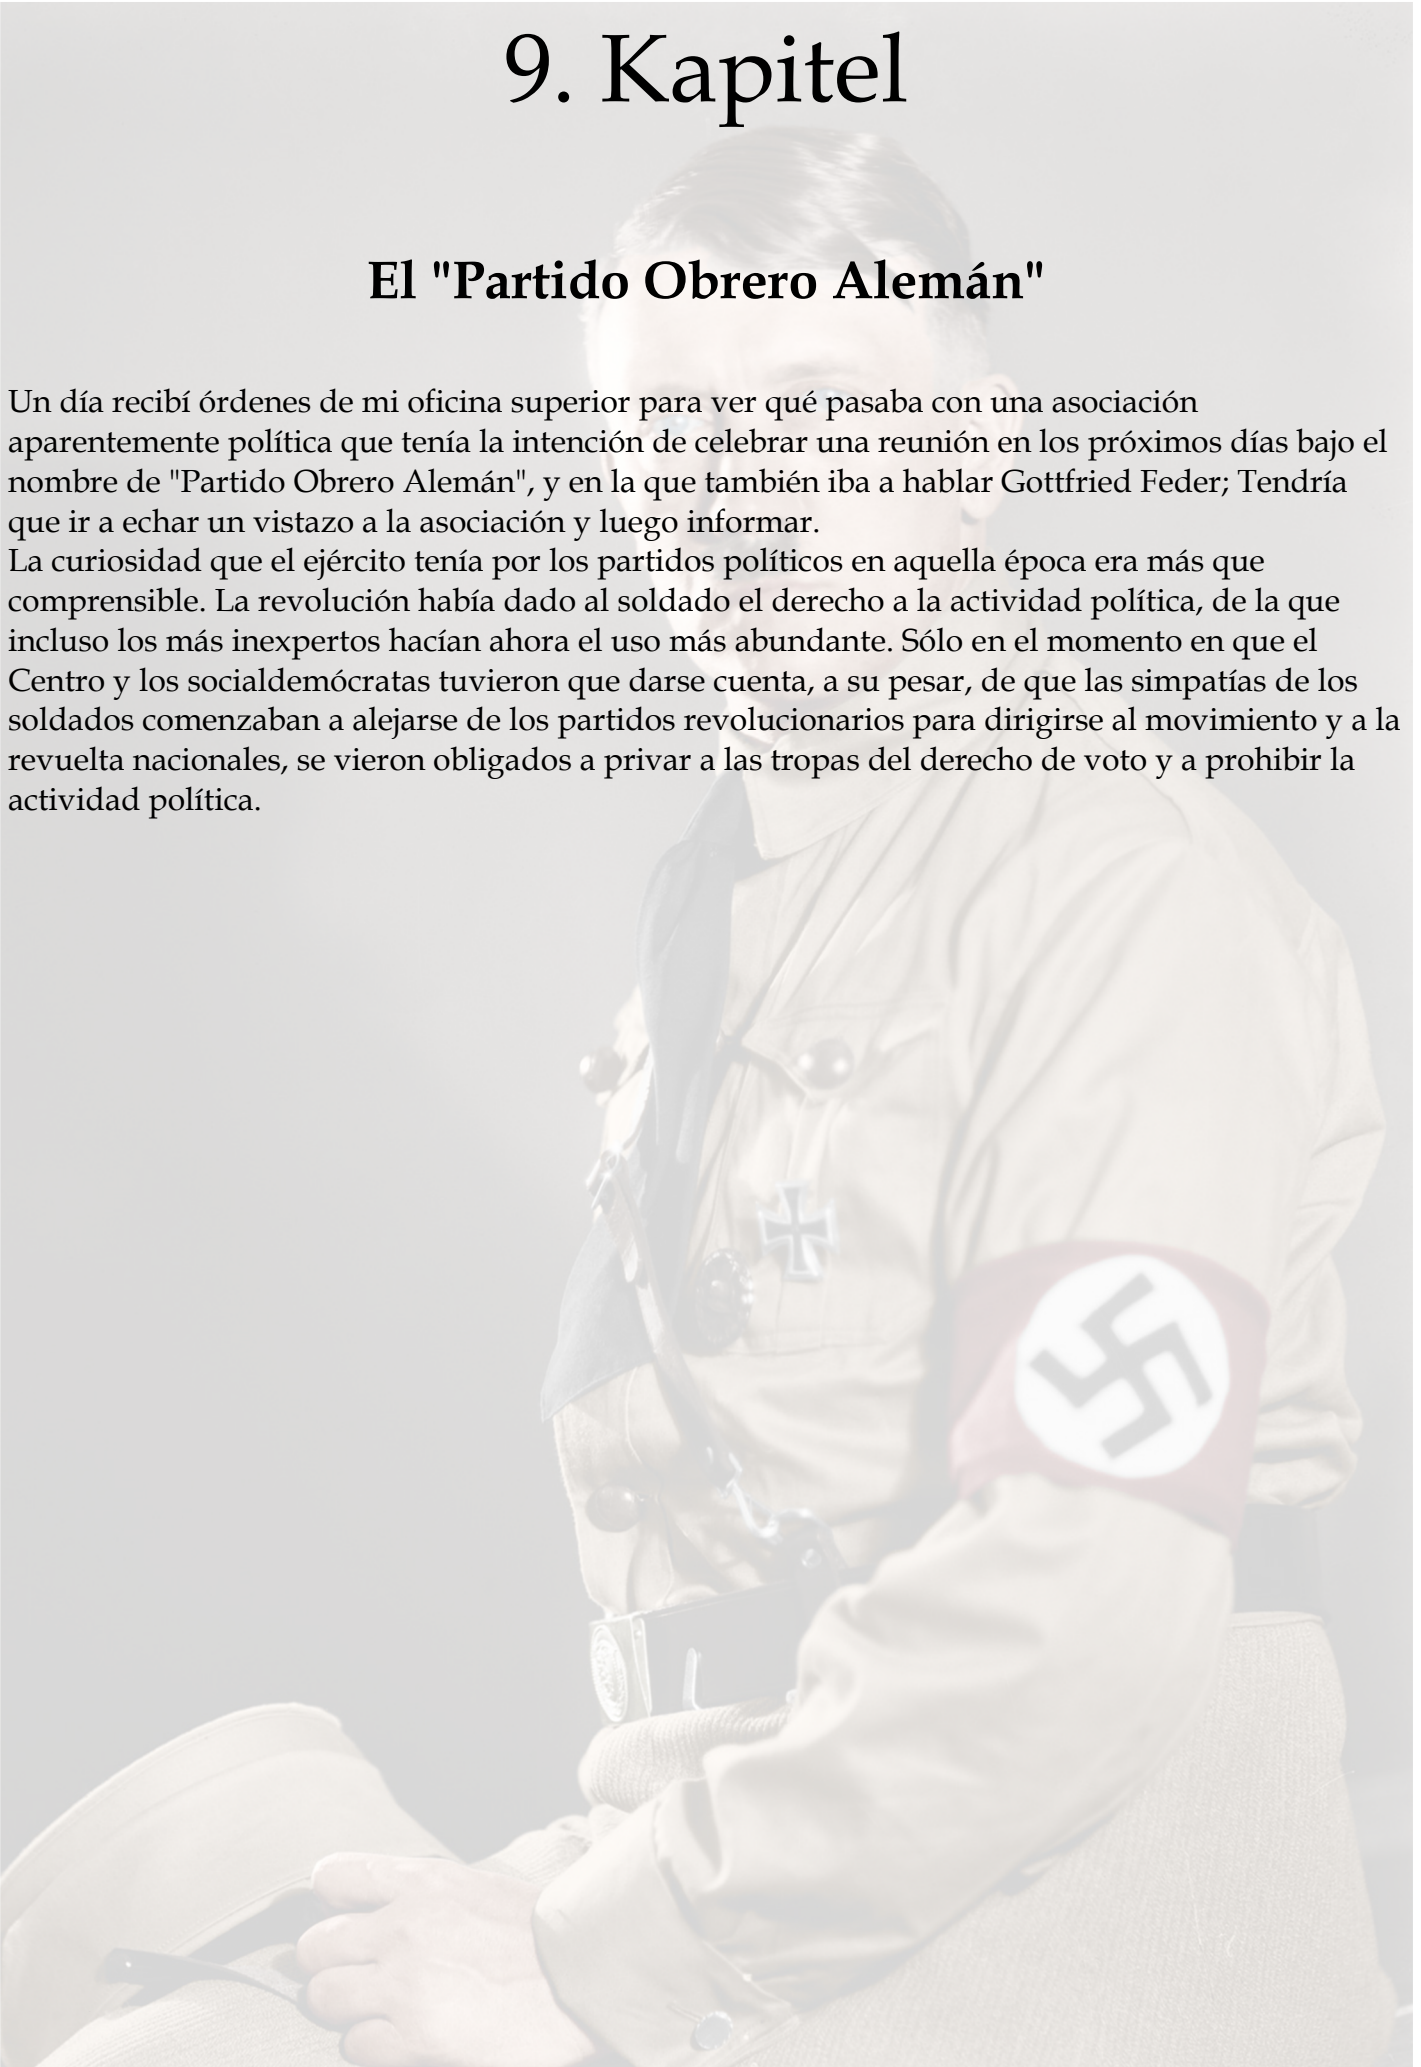 9. Kapitel
El "Partido Obrero Alemán"
Un día recibí órdenes de mi oficina superior para ver qué pasaba con una asociación
aparentemente política que tenía la intención de celebrar una reunión en los próximos días bajo el
nombre de "Partido Obrero Alemán", y en la que también iba a hablar Gottfried Feder; Tendría
que ir a echar un vistazo a la asociación y luego informar.
La curiosidad que el ejército tenía por los partidos políticos en aquella época era más que
comprensible. La revolución había dado al soldado el derecho a la actividad política, de la que
incluso los más inexpertos hacían ahora el uso más abundante. Sólo en el momento en que el
Centro y los socialdemócratas tuvieron que darse cuenta, a su pesar, de que las simpatías de los
soldados comenzaban a alejarse de los partidos revolucionarios para dirigirse al movimiento y a la
revuelta nacionales, se vieron obligados a privar a las tropas del derecho de voto y a prohibir la
actividad política.